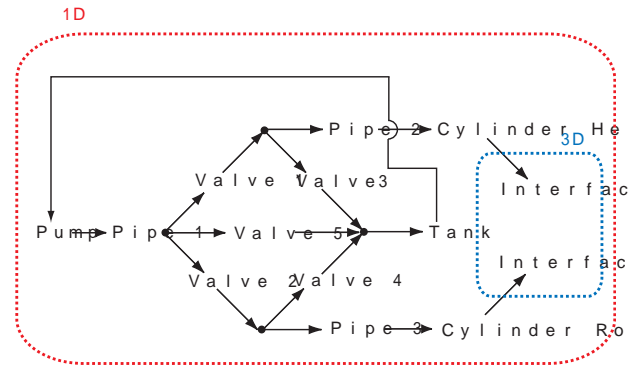 1D
Pipe 2 Cylinder He
3D
Valve 1 Valve3
Interfac
Pump Pipe 1 Valve 5 Tank
Interfac
Valve 2 Valve 4
Pipe 3 Cylinder Ro